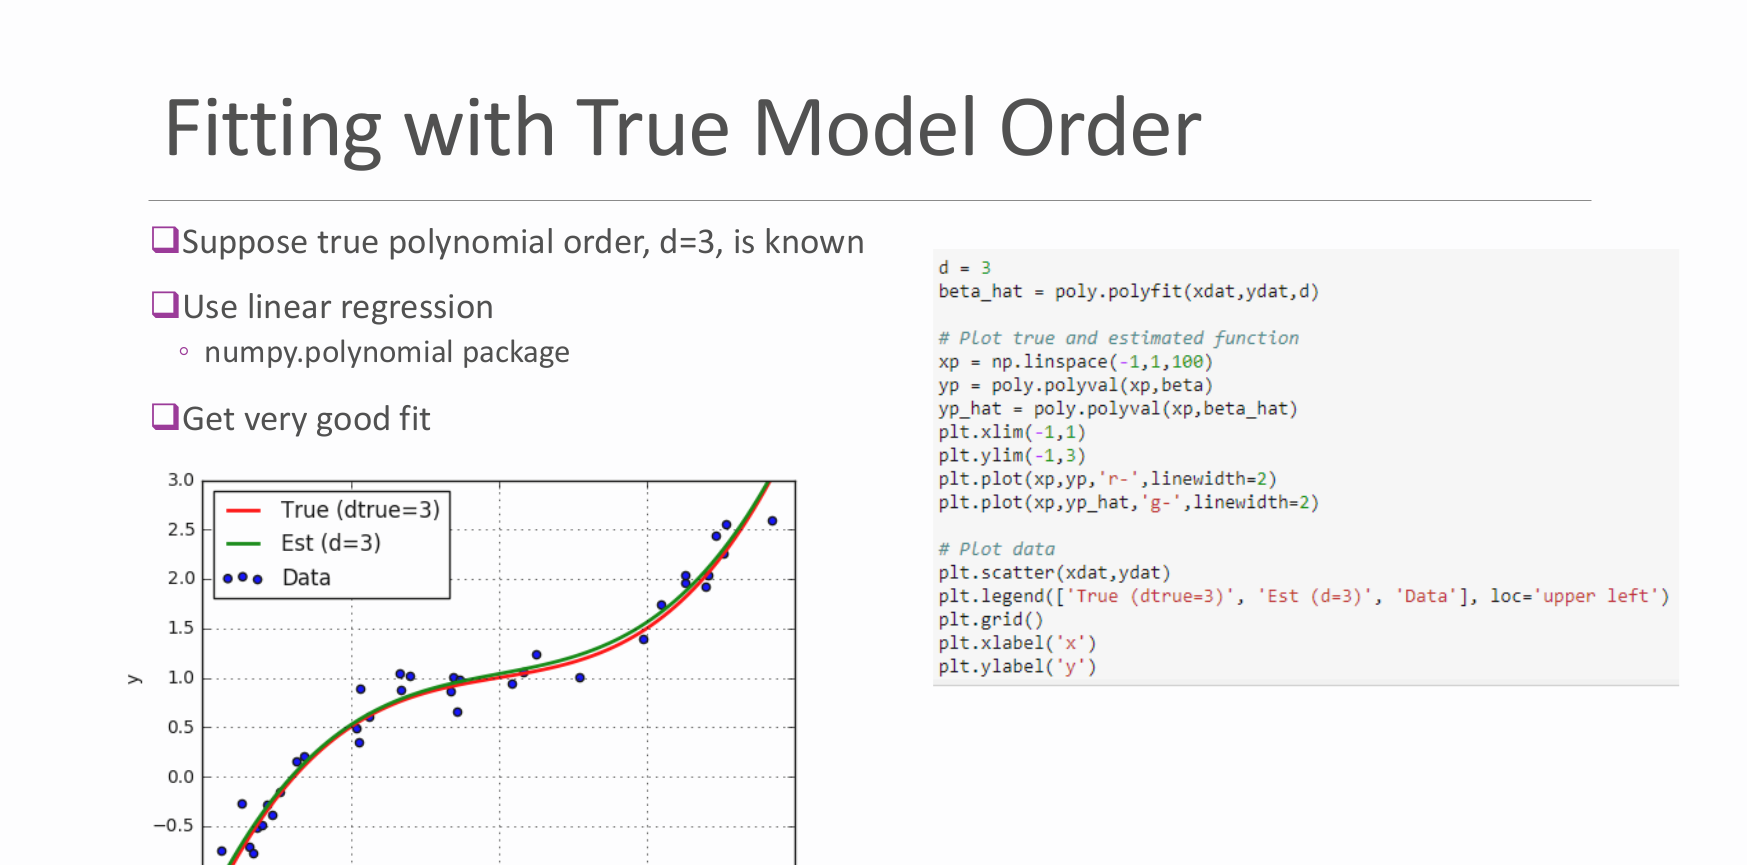 Fitting with True Model Order
❑Suppose true polynomial order, d=3, is known
❑Use linear regression
◦ numpy.polynomial package
❑Get very good fit
3.0
2.5
2.0
1.5
1.0
0.5
0.0
−0.5
y
True (dtrue=3)
Est (d=3)
Data
d = 3
beta_hat = poly.polyfit(xdat,ydat,d)
# Plot true and estimated function
xp = np.linspace(-1,1,100)
yp = poly.polyval(xp,beta)
yp_hat = poly.polyval(xp,beta_hat)
plt.xlim(-1,1)
plt.ylim(-1,3)
plt.plot(xp,yp,'r-',linewidth=2)
plt.plot(xp,yp_hat,'g-',linewidth=2)
# Plot data
plt.scatter(xdat,ydat)
plt.legend(['True (dtrue=3)', 'Est (d=3)', 'Data'], loc='upper left')
plt.grid()
plt.xlabel('x')
plt.ylabel('y')